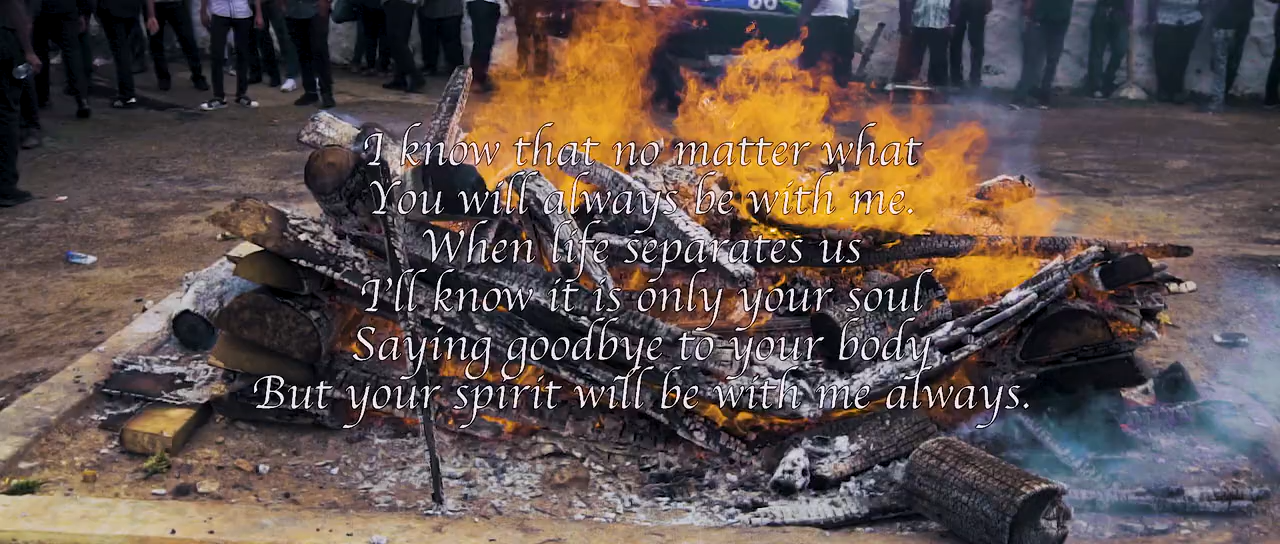 I know that no matter what
You will always be with me.
When life separates us
I'll know it is only your soul
Saying goodbye to your body
But your spirit will be with me always.